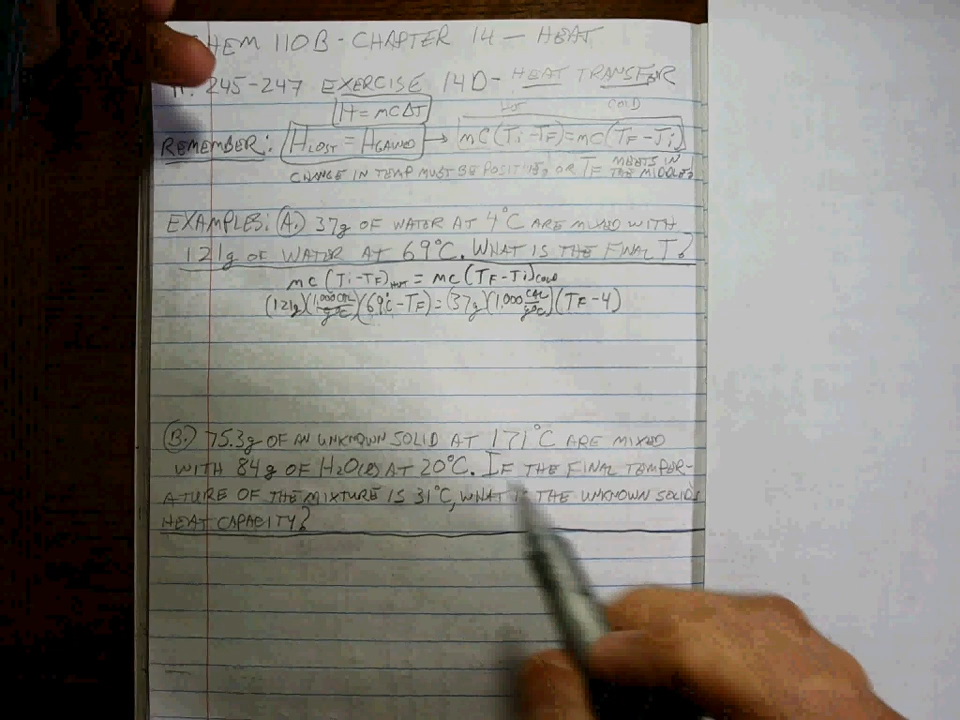 HEM 110B - CHAPTER 14 - HEAT
245-247 EXERCISE 14D - HEAT TRANSFER
H = mCΔT HOT COLD
REMEMBER: H LOST = H GAINED → mC(Ti - TF) = mC(TF - Ti)
CHANGE IN TEMP MUST BE POSITIVE, OR TF MEETS IN THE MIDDLE
EXAMPLES: (A.) 37g OF WATER AT 4°C ARE MIXED WITH
121g OF WATER AT 69°C. WHAT IS THE FINAL T?
mC(Ti - TF)HOT = mC(TF - Ti)COLD
(121g)(1.000 CAL/g°C)(69°C - TF) = (37g)(1.000 CAL/g°C)(TF - 4)
(B.) 75.3g OF AN UNKNOWN SOLID AT 171°C ARE MIXED
WITH 84g OF H2O(l) AT 20°C. IF THE FINAL TEMPER-
ATURE OF THE MIXTURE IS 31°C, WHAT IS THE UNKNOWN SOLID'S
HEAT CAPACITY?